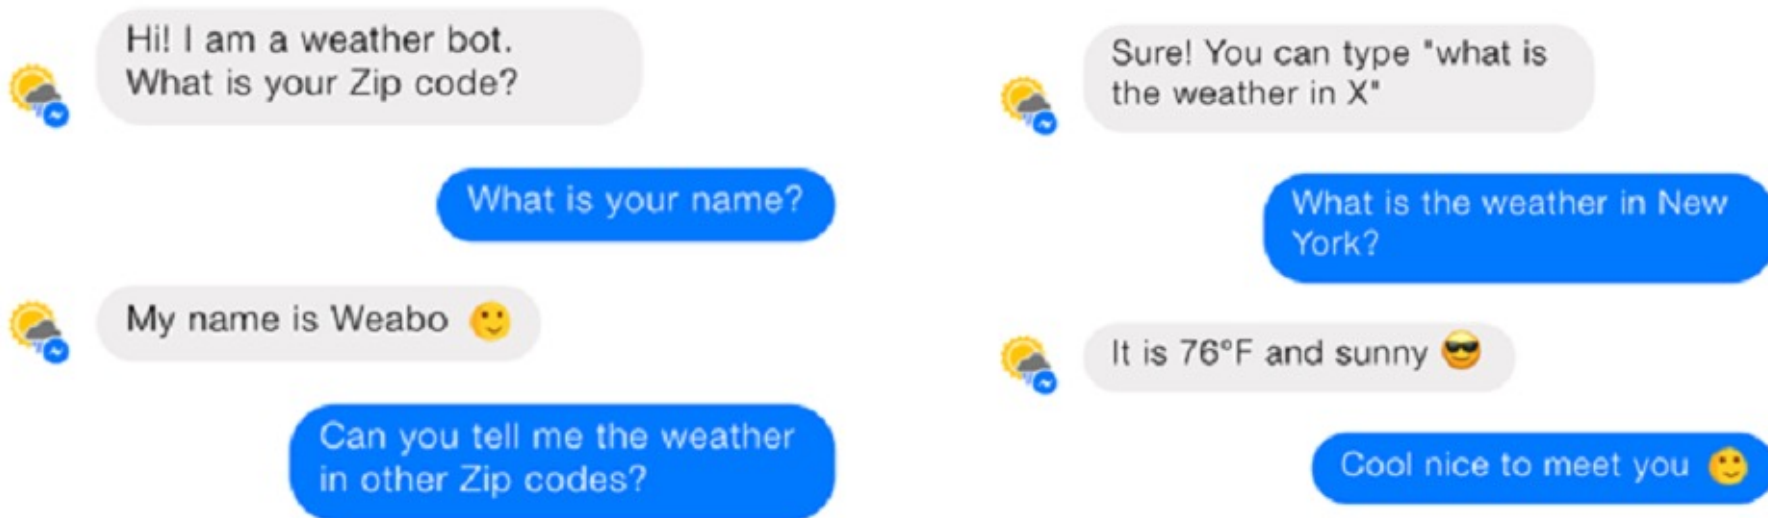 Hi! I am a weather bot.
What is your Zip code?
What is your name?
My name is Weabo 🙂
Can you tell me the weather
in other Zip codes?
Sure! You can type "what is
the weather in X"
What is the weather in New
York?
It is 76°F and sunny 😎
Cool nice to meet you 🙂